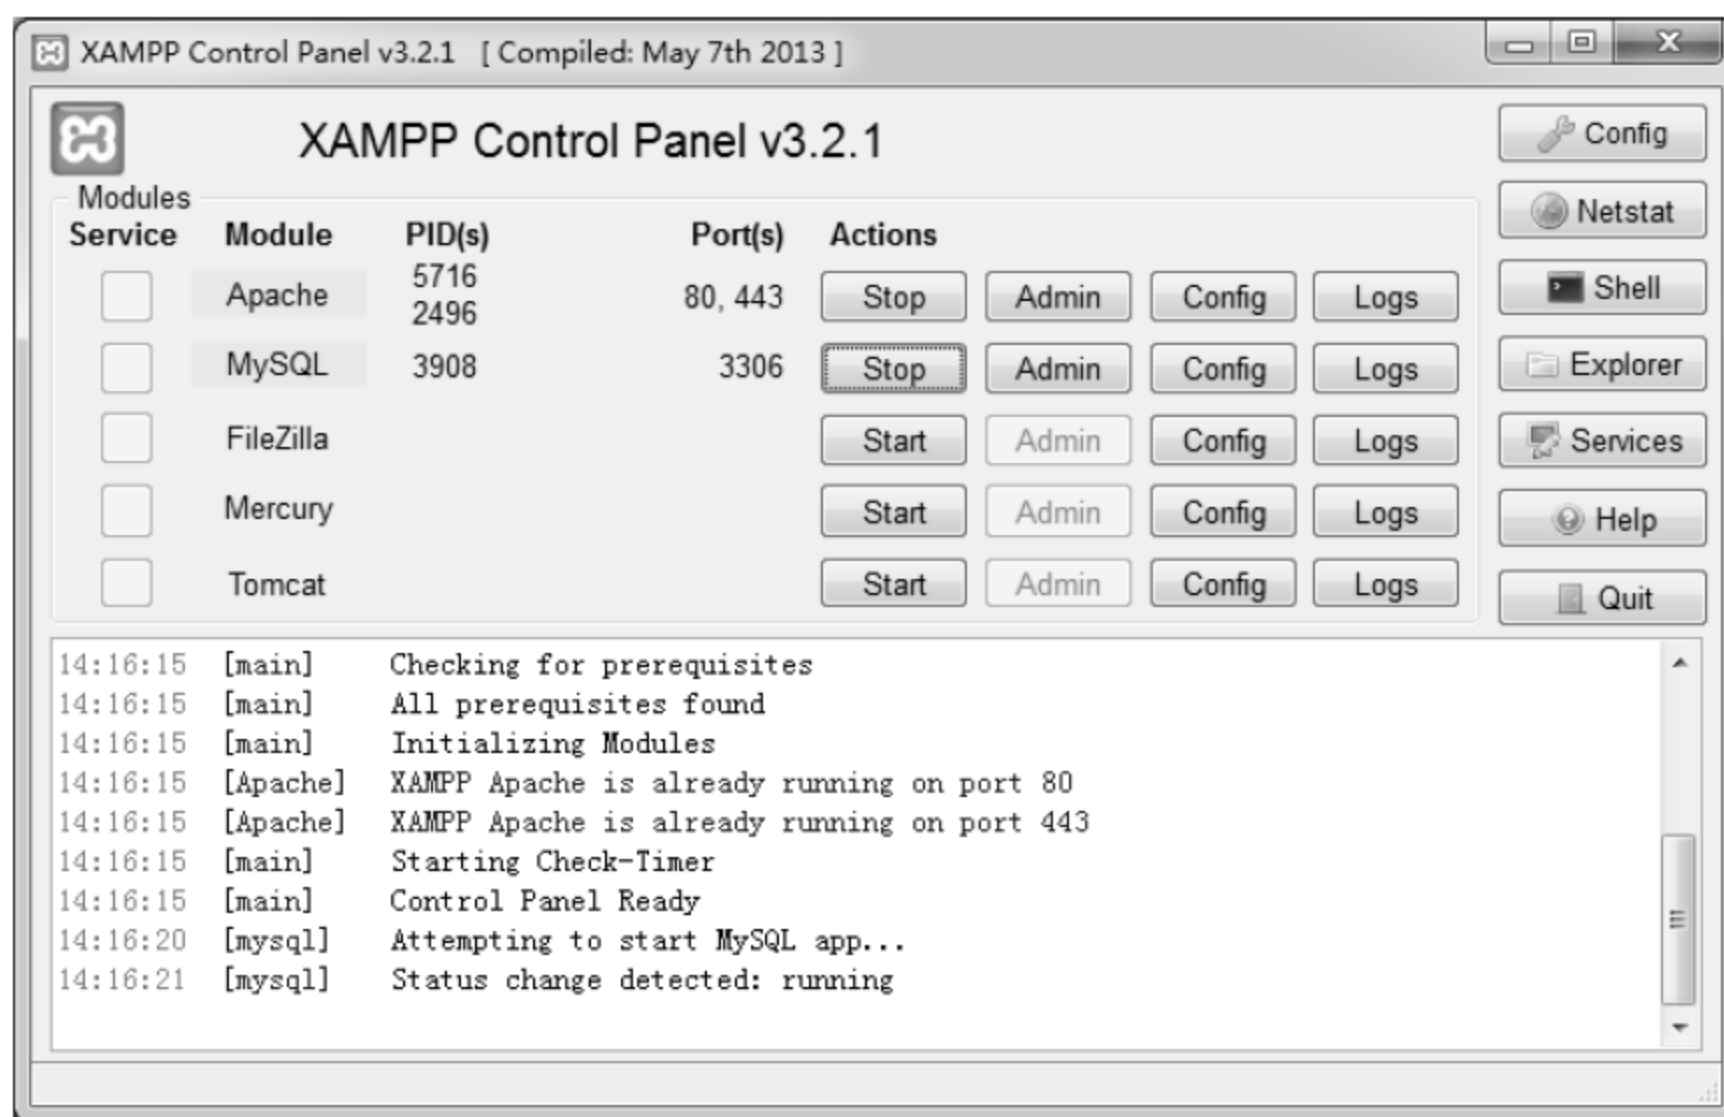 XAMPP Control Panel v3.2.1 [ Compiled: May 7th 2013 ]
XAMPP Control Panel v3.2.1
Config
Modules
Netstat
Service Module PID(s) Port(s) Actions
Apache 5716 2496 80, 443 Stop Admin Config Logs
Shell
MySQL 3908 3306 Stop Admin Config Logs
Explorer
FileZilla Start Admin Config Logs
Services
Mercury Start Admin Config Logs
Help
Tomcat Start Admin Config Logs
Quit
14:16:15 [main] Checking for prerequisites
14:16:15 [main] All prerequisites found
14:16:15 [main] Initializing Modules
14:16:15 [Apache] XAMPP Apache is already running on port 80
14:16:15 [Apache] XAMPP Apache is already running on port 443
14:16:15 [main] Starting Check-Timer
14:16:15 [main] Control Panel Ready
14:16:20 [mysql] Attempting to start MySQL app...
14:16:21 [mysql] Status change detected: running